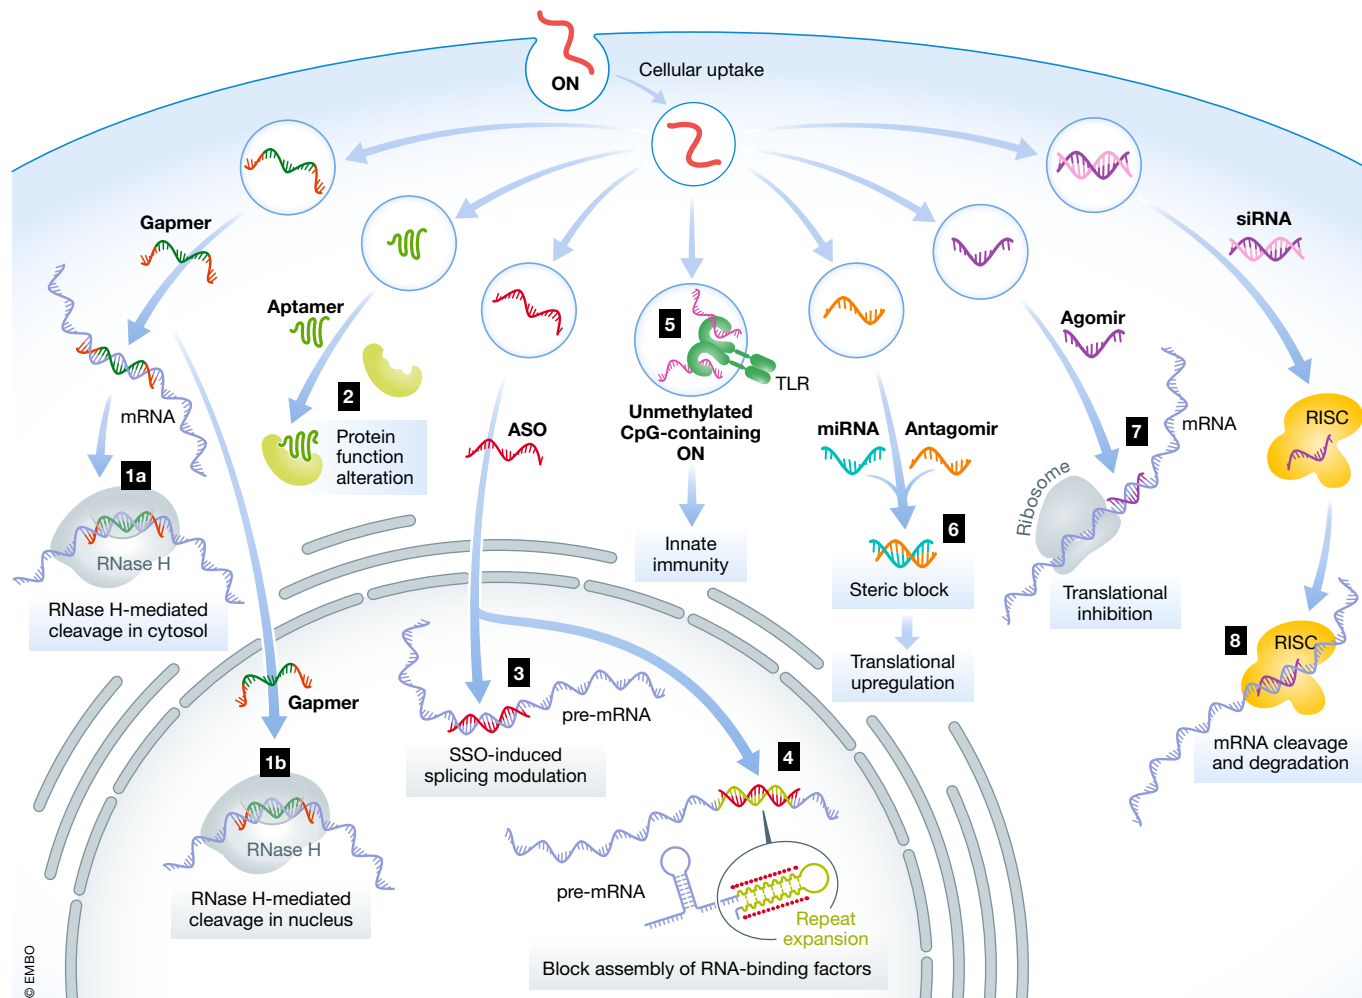 ON
Cellular uptake
Gapmer
mRNA
1a
RNase H
RNase H-mediated
cleavage in cytosol
Gapmer
1b
RNase H
RNase H-mediated
cleavage in nucleus
Aptamer
2
Protein
function
alteration
ASO
3
pre-mRNA
SSO-induced
splicing modulation
4
pre-mRNA
Repeat
expansion
Block assembly of RNA-binding factors
5
TLR
Unmethylated
CpG-containing
ON
Innate
immunity
miRNA
Antagomir
6
Steric block
Translational
upregulation
Agomir
7
mRNA
Ribosome
Translational
inhibition
siRNA
RISC
8
RISC
mRNA cleavage
and degradation
© EMBO